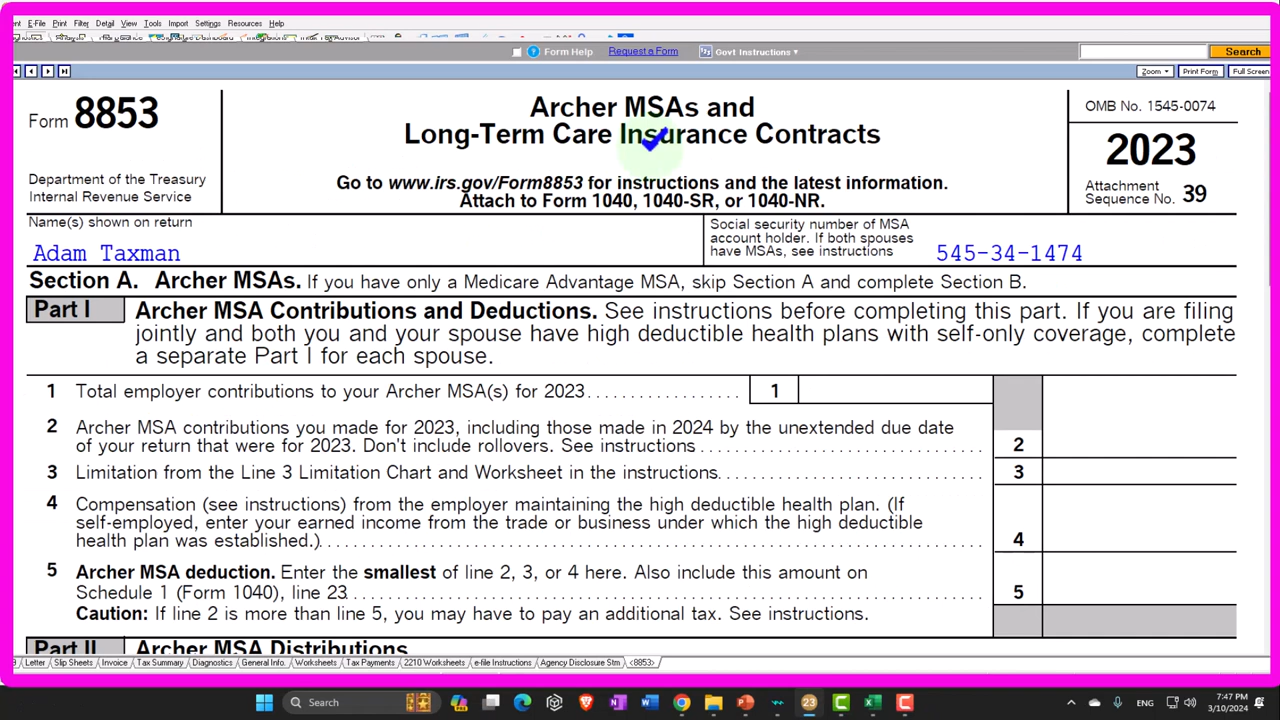 E-File Print Filter Detail View Tools Import Settings Resources Help
Form Help Request a Form Govt Instructions Search
Zoom Print Form Full Screen
Form 8853
Department of the Treasury
Internal Revenue Service
Archer MSAs and
Long-Term Care Insurance Contracts
Go to www.irs.gov/Form8853 for instructions and the latest information.
Attach to Form 1040, 1040-SR, or 1040-NR.
OMB No. 1545-0074
2023
Attachment
Sequence No. 39
Name(s) shown on return
Adam Taxman
Social security number of MSA
account holder. If both spouses
have MSAs, see instructions
545-34-1474
Section A. Archer MSAs. If you have only a Medicare Advantage MSA, skip Section A and complete Section B.
Part I Archer MSA Contributions and Deductions. See instructions before completing this part. If you are filing
jointly and both you and your spouse have high deductible health plans with self-only coverage, complete
a separate Part I for each spouse.
1 Total employer contributions to your Archer MSA(s) for 2023 1
2 Archer MSA contributions you made for 2023, including those made in 2024 by the unextended due date
of your return that were for 2023. Don't include rollovers. See instructions 2
3 Limitation from the Line 3 Limitation Chart and Worksheet in the instructions 3
4 Compensation (see instructions) from the employer maintaining the high deductible health plan. (If
self-employed, enter your earned income from the trade or business under which the high deductible
health plan was established.) 4
5 Archer MSA deduction. Enter the smallest of line 2, 3, or 4 here. Also include this amount on
Schedule 1 (Form 1040), line 23 5
Caution: If line 2 is more than line 5, you may have to pay an additional tax. See instructions.
Part II Archer MSA Distributions
Letter Slip Sheets Invoice Tax Summary Diagnostics General Info. Worksheets Tax Payments 2210 Worksheets e-file Instructions Agency Disclosure Stm <8853>
Search 23 ENG 7:47 PM
3/10/2024